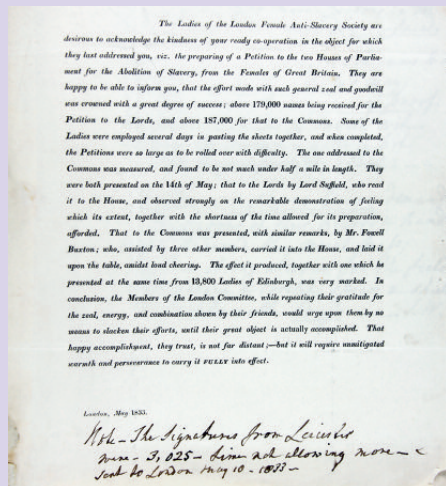 The Ladies of the London Female Anti-Slavery Society are
desirous to acknowledge the kindness of your ready co-operation in the object for which
they last addressed you, viz. the preparing of a Petition to the two Houses of Parlia-
ment for the Abolition of Slavery, from the Females of Great Britain. They are
happy to be able to inform you, that the effort made with such general zeal and goodwill
was crowned with a great degree of success; above 179,000 names being received for the
Petition to the Lords, and above 187,000 for that to the Commons. Some of the
Ladies were employed several days in pasting the sheets together, and when completed,
the Petitions were so large as to be rolled over with difficulty. The one addressed to the
Commons was measured, and found to be not much under half a mile in length. They
were both presented on the 14th of May; that to the Lords by Lord Suffield, who read
it to the House, and observed strongly on the remarkable demonstration of feeling
which its extent, together with the shortness of the time allowed for its preparation,
afforded. That to the Commons was presented, with similar remarks, by Mr. Fowell
Buxton; who, assisted by three other members, carried it into the House, and laid it
upon the table, amidst loud cheering. The effect it produced, together with one which he
presented at the same time from 13,800 Ladies of Edinburgh, was very marked. In
conclusion, the Members of the London Committee, while repeating their gratitude for
the zeal, energy, and combination shown by their friends, would urge upon them by no
means to slacken their efforts, until their great object is actually accomplished. That
happy accomplishment, they trust, is not far distant;—but it will require unmitigated
warmth and perseverance to carry it FULLY into effect.
London, May 1833.
Note – The Signatures from Leicester
were – 3,025 – time not allowing more –
sent to London May 10 – 1833 –